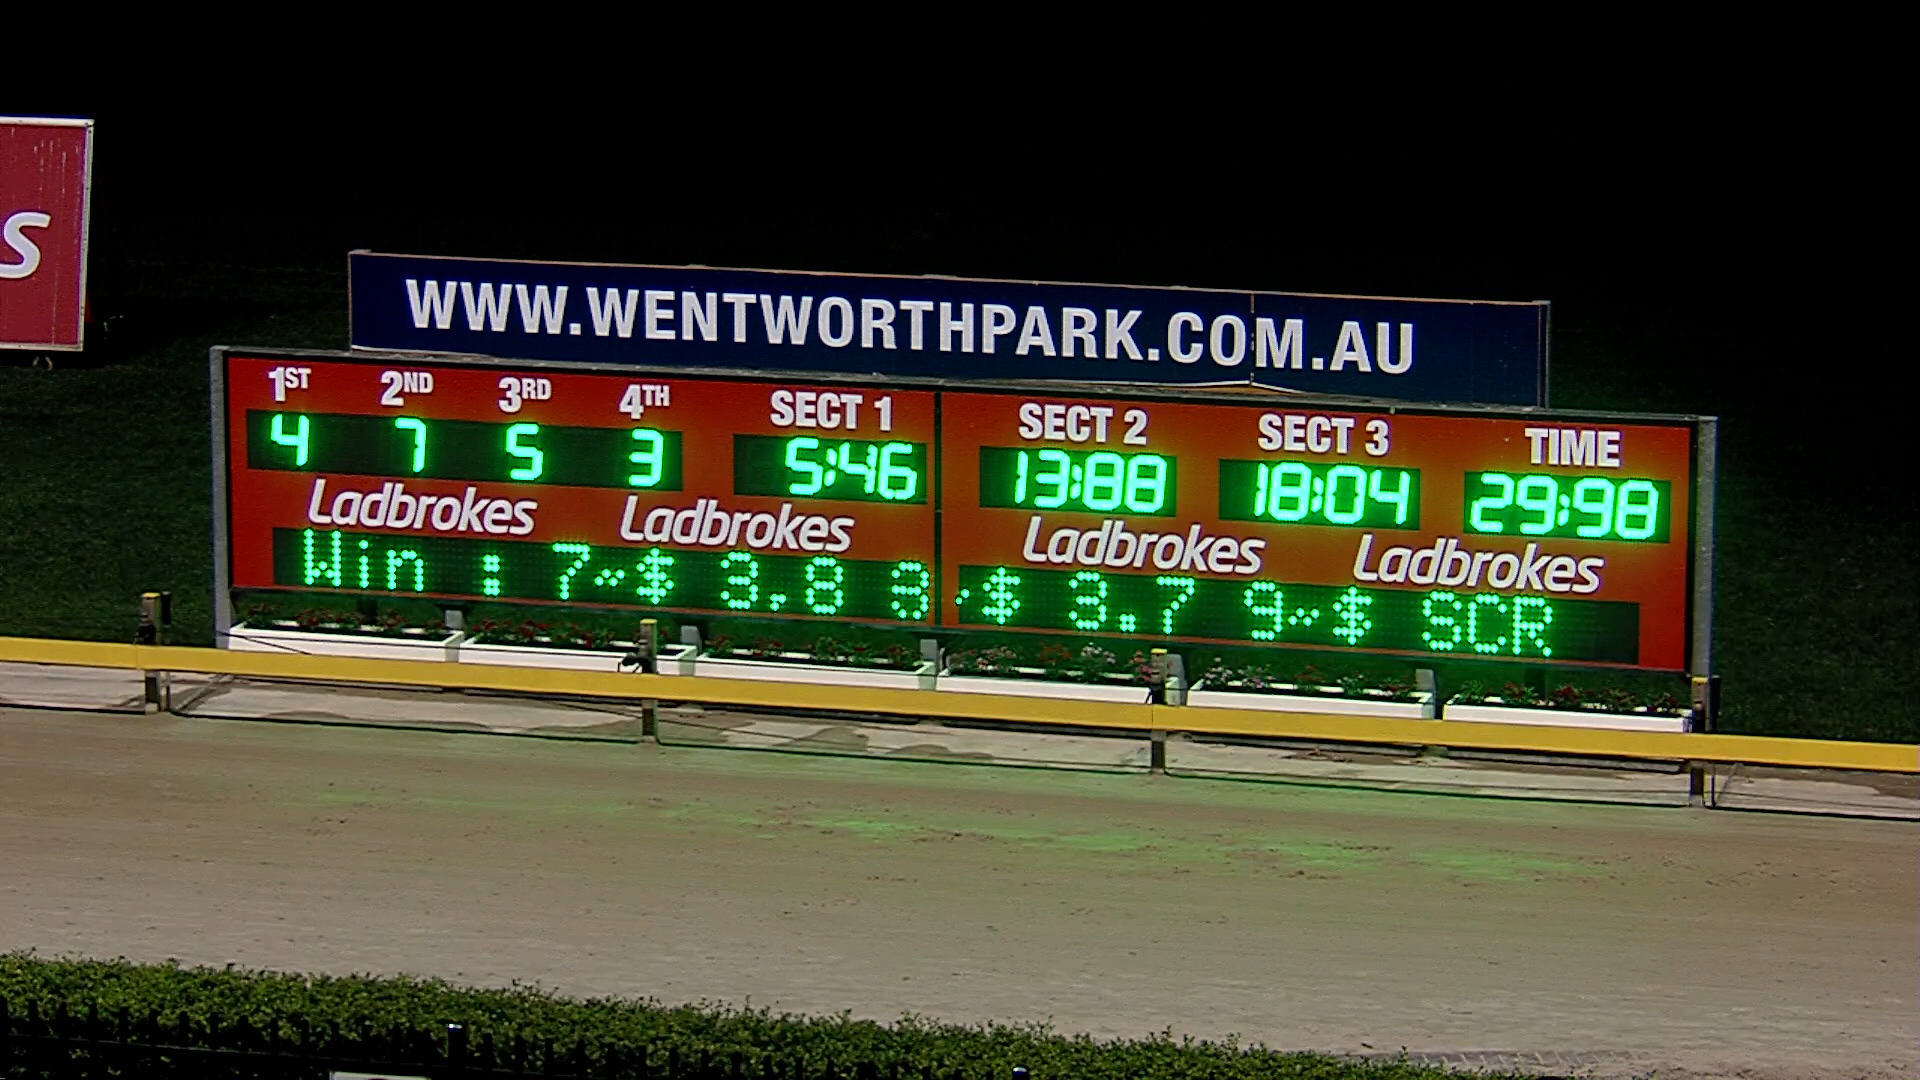 S
WWW.WENTWORTHPARK.COM.AU
1ST 2ND 3RD 4TH SECT 1 SECT 2 SECT 3 TIME
4 7 5 3 5:46 13:88 18:04 29:98
Ladbrokes Ladbrokes Ladbrokes Ladbrokes
Win : 7~$ 3.8 8~$ 3.7 9~$ SCR